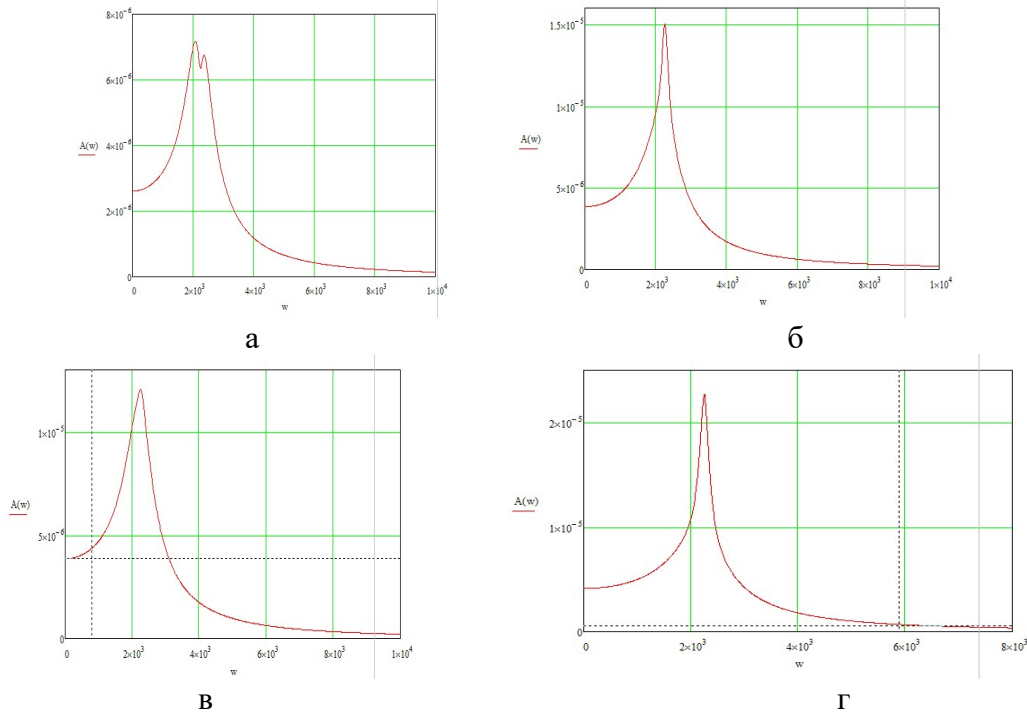 8×10⁻⁶
6×10⁻⁶
A(w)
4×10⁻⁶
2×10⁻⁶
0
0 2×10³ 4×10³ 6×10³ 8×10³ 1×10⁴
w
а
1.5×10⁻⁵
1×10⁻⁵
A(w)
5×10⁻⁶
0
0 2×10³ 4×10³ 6×10³ 8×10³ 1×10⁴
w
б
1×10⁻⁵
A(w)
5×10⁻⁶
0
0 2×10³ 4×10³ 6×10³ 8×10³ 1×10⁴
w
в
2×10⁻⁵
A(w)
1×10⁻⁵
0
0 2×10³ 4×10³ 6×10³ 8×10³
w
г